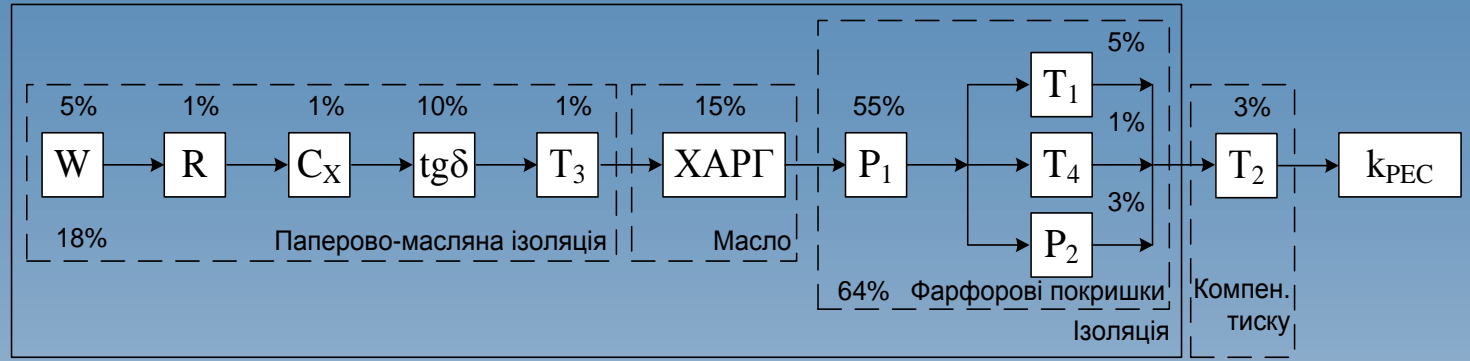 5%
1%
1%
10%
1%
15%
55%
5%
1%
3%
3%
W
R
Cₓ
tgδ
T₃
ХАРГ
P₁
T₁
T₄
P₂
T₂
kРЕС
18%
Паперово-масляна ізоляція
Масло
64%
Фарфорові покришки
Ізоляція
Компен.
тиску